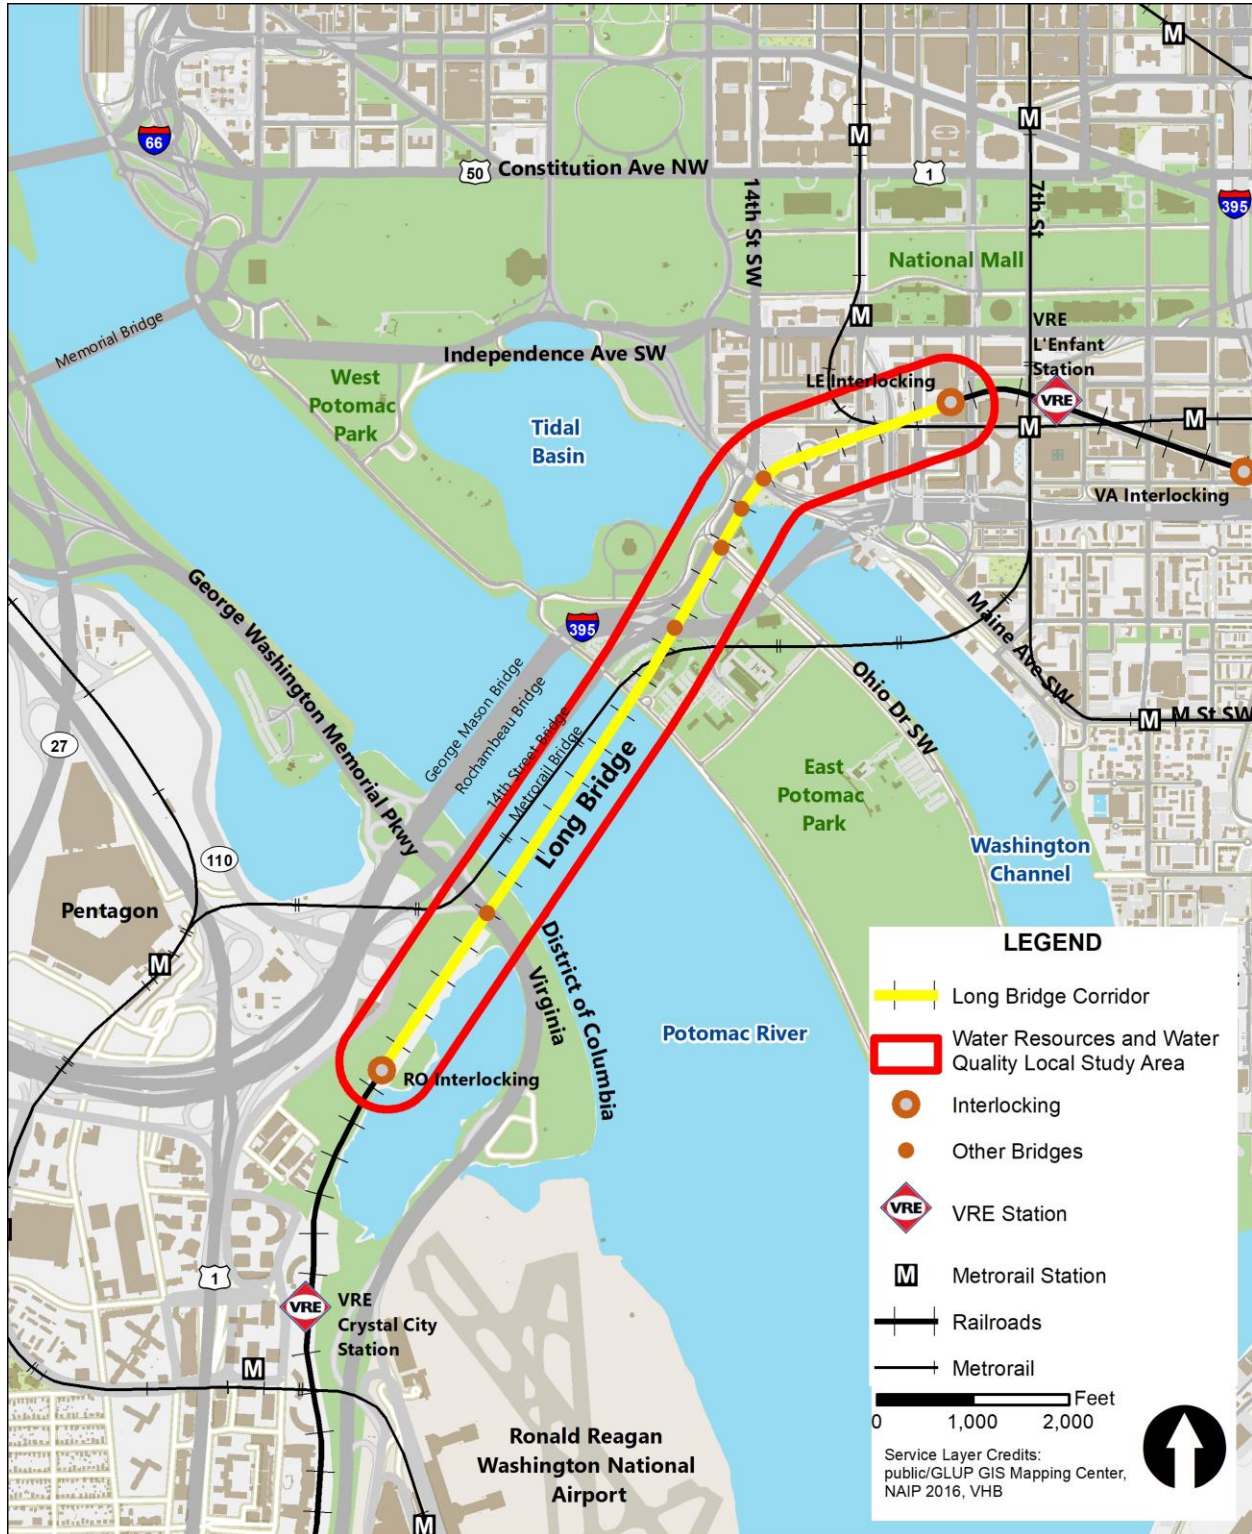 M
66
M
M
50
Constitution Ave NW
1
14th St SW
7th St
395
National Mall
Memorial Bridge
M
VRE
L'Enfant
Station
Independence Ave SW
West
Potomac
Park
LE Interlocking
VRE
Tidal
Basin
M
M
VA Interlocking
George Washington Memorial Pkwy
395
Maine Ave SW
Ohio Dr SW
M
M St SW
George Mason Bridge
Rochambeau Bridge
14th Street Bridge
Metrorail Bridge
Long Bridge
27
110
East
Potomac
Park
Washington
Channel
Pentagon
M
District of Columbia
Virginia
Potomac River
RO Interlocking
1
VRE
VRE
Crystal City
Station
M
Ronald Reagan
Washington National
Airport
M
LEGEND
Long Bridge Corridor
Water Resources and Water
Quality Local Study Area
Interlocking
Other Bridges
VRE
VRE Station
M
Metrorail Station
Railroads
Metrorail
Feet
0 1,000 2,000
Service Layer Credits:
public/GLUP GIS Mapping Center,
NAIP 2016, VHB